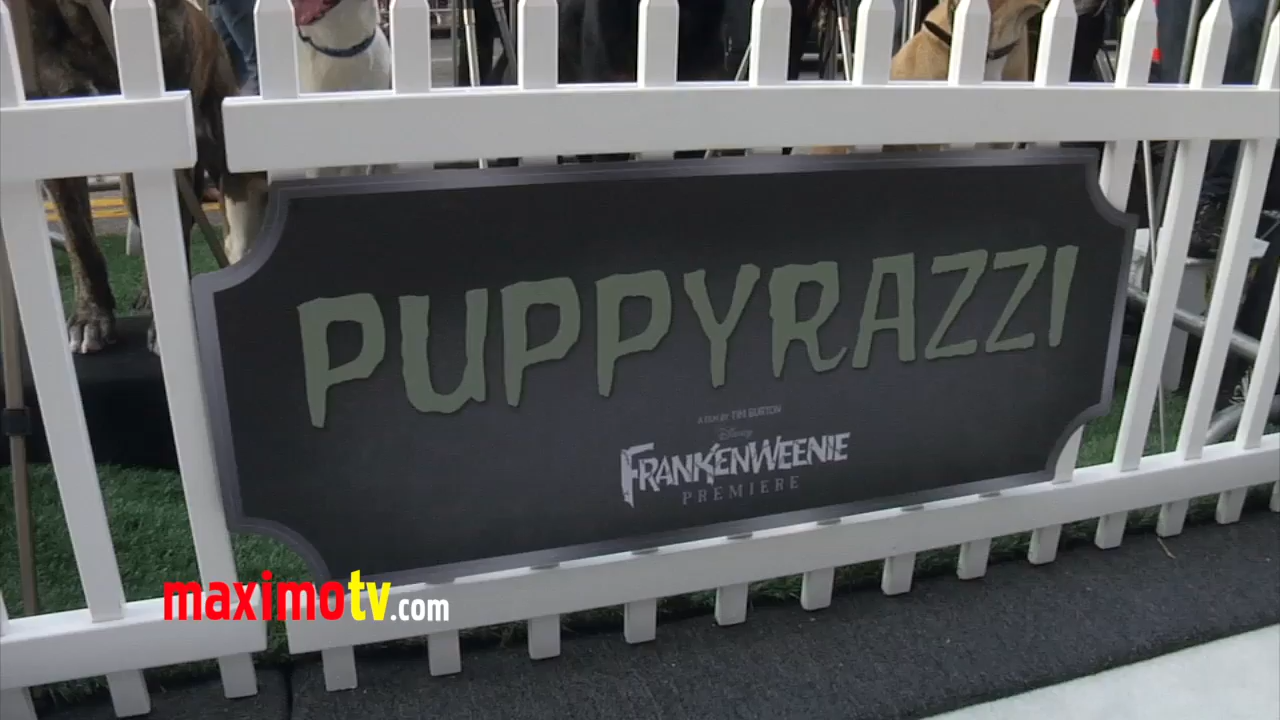 PUPPYRAZZI
A FILM BY TIM BURTON
Disney
FRANKENWEENIE
PREMIERE
maximotv.com